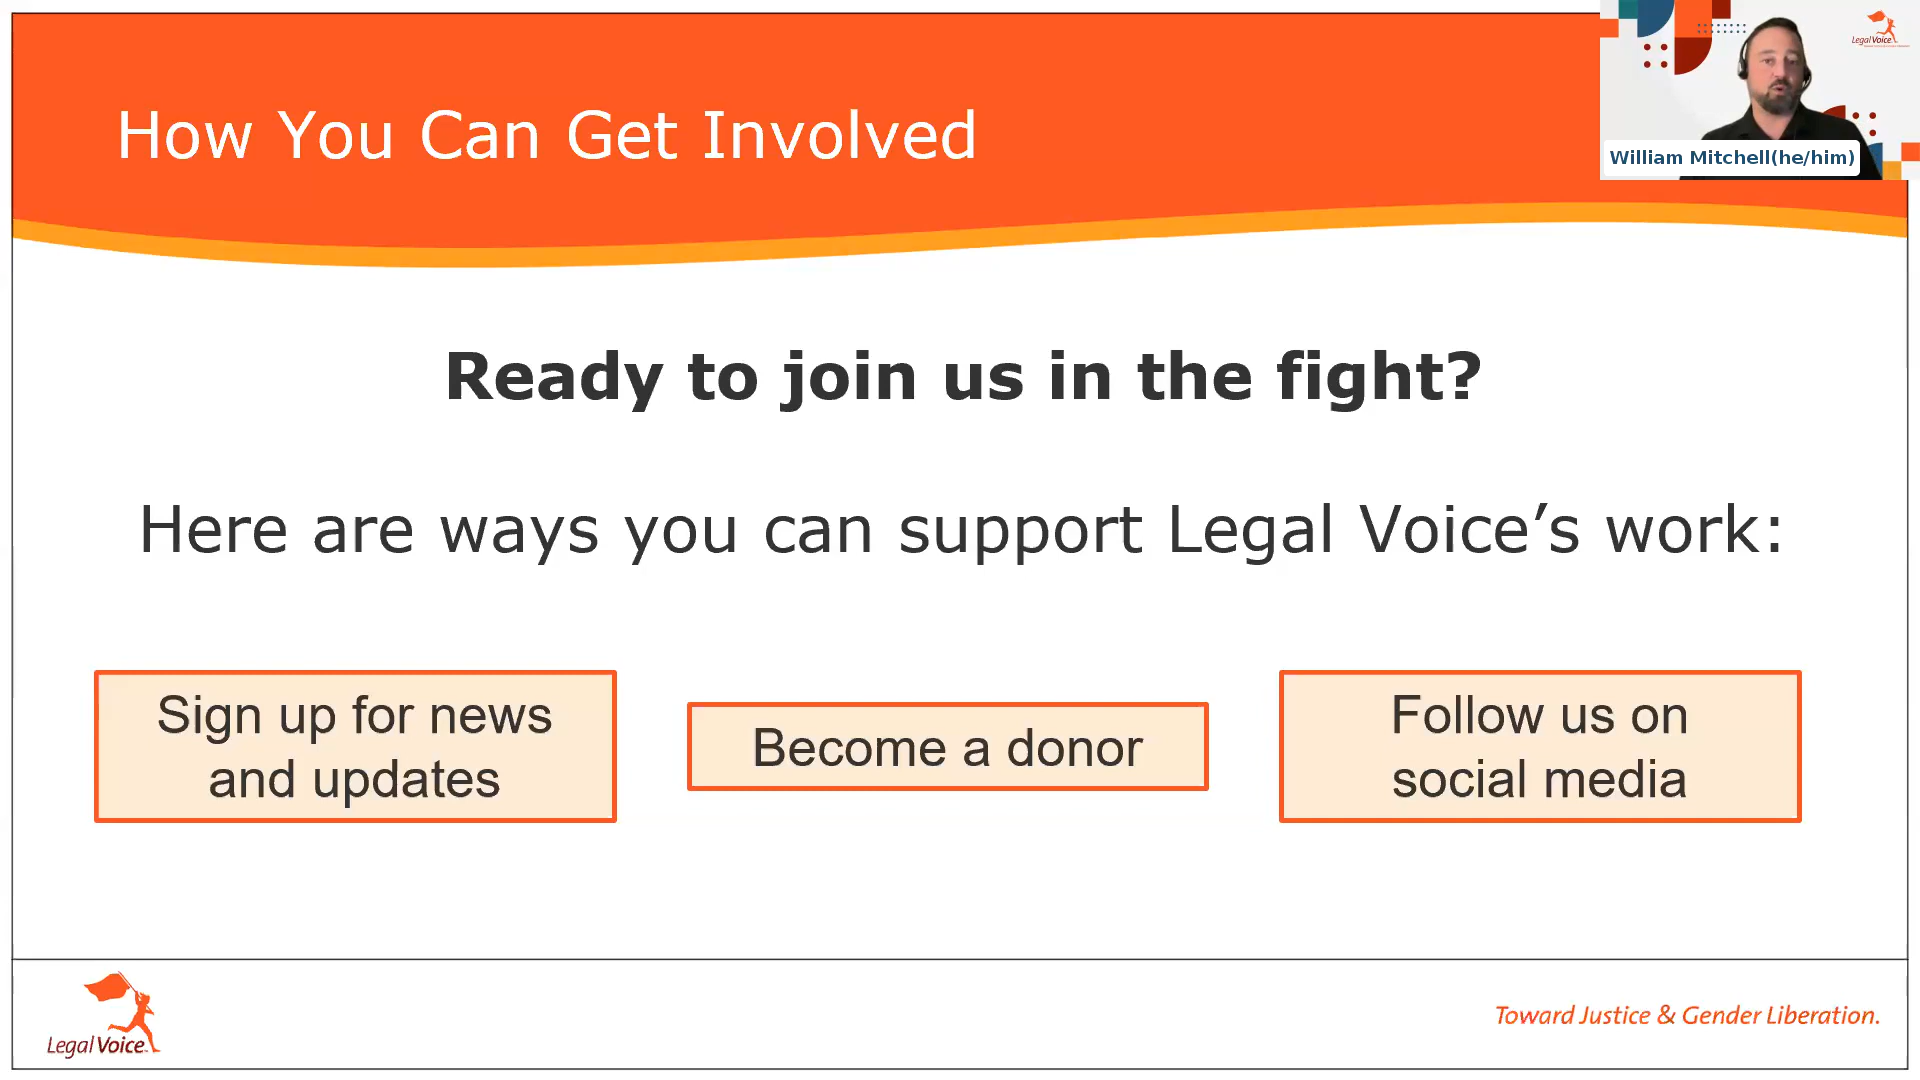 How You Can Get Involved
Legal Voice
William Mitchell(he/him)
Ready to join us in the fight?
Here are ways you can support Legal Voice’s work:
Sign up for news
and updates
Become a donor
Follow us on
social media
Legal Voice
Toward Justice & Gender Liberation.